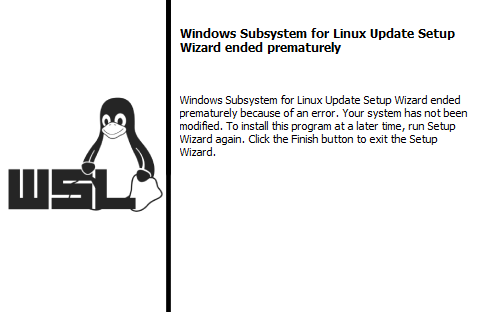 Windows Subsystem for Linux Update Setup
Wizard ended prematurely
Windows Subsystem for Linux Update Setup Wizard ended
prematurely because of an error. Your system has not been
modified. To install this program at a later time, run Setup
Wizard again. Click the Finish button to exit the Setup
Wizard.
WSL